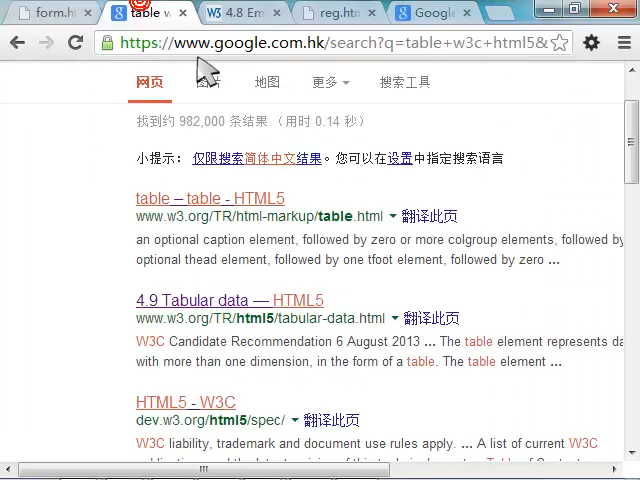 form.h
table w
4.8 Em
reg.htm
Google
https://www.google.com.hk/search?q=table+w3c+html5&
网页
图片
地图
更多
搜索工具
找到约 982,000 条结果 （用时 0.14 秒）
小提示： 仅限搜索简体中文结果。您可以在设置中指定搜索语言
table – table - HTML5
www.w3.org/TR/html-markup/table.html 翻译此页
an optional caption element, followed by zero or more colgroup elements, followed by
optional thead element, followed by one tfoot element, followed by zero ...
4.9 Tabular data — HTML5
www.w3.org/TR/html5/tabular-data.html 翻译此页
W3C Candidate Recommendation 6 August 2013 ... The table element represents da
with more than one dimension, in the form of a table. The table element ...
HTML5 - W3C
dev.w3.org/html5/spec/ 翻译此页
W3C liability, trademark and document use rules apply. ... A list of current W3C